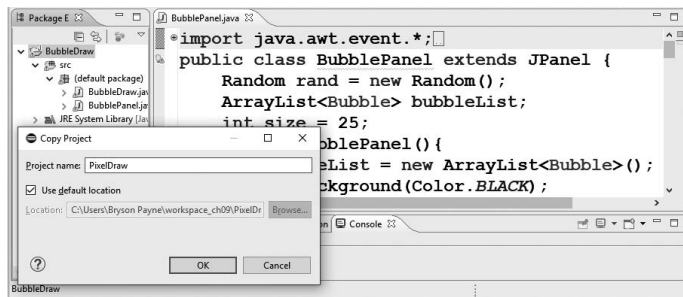 Package E
BubblePanel.java
BubbleDraw
src
(default package)
BubbleDraw.jav
BubblePanel.jav
JRE System Library [Jav
import java.awt.event.*;
public class BubblePanel extends JPanel {
Random rand = new Random();
ArrayList<Bubble> bubbleList;
int size = 25;
bblePanel(){
eList = new ArrayList<Bubble>();
ckground(Color.BLACK);
Copy Project
Project name: PixelDraw
Use default location
Location: C:\Users\Bryson Payne\workspace_ch09\PixelDr Browse...
OK Cancel
on Console
BubbleDraw